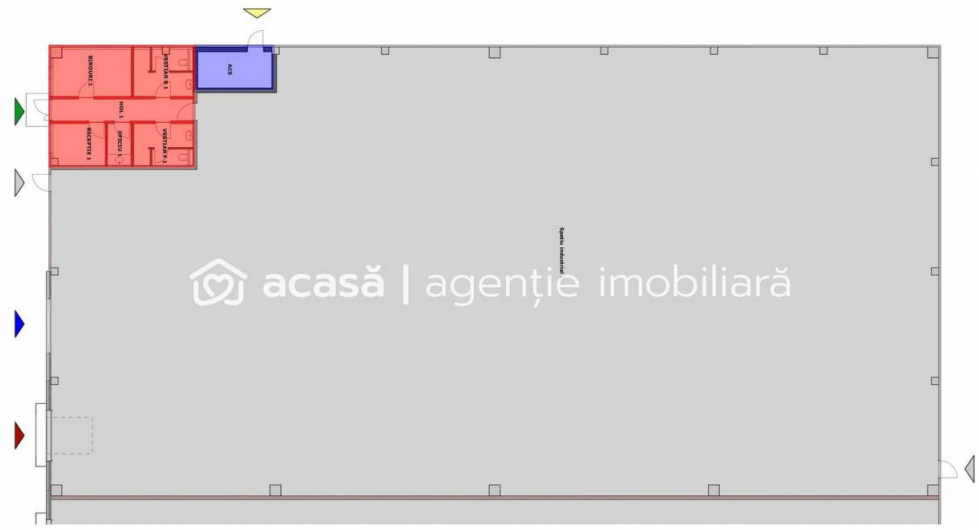 BIROURI 1
VESTIAR B 1
ACS
HOL 1
RECEPTIE 1
OFICIU 1
VESTIAR F 1
Spatiu industrial
acasă | agenție imobiliară